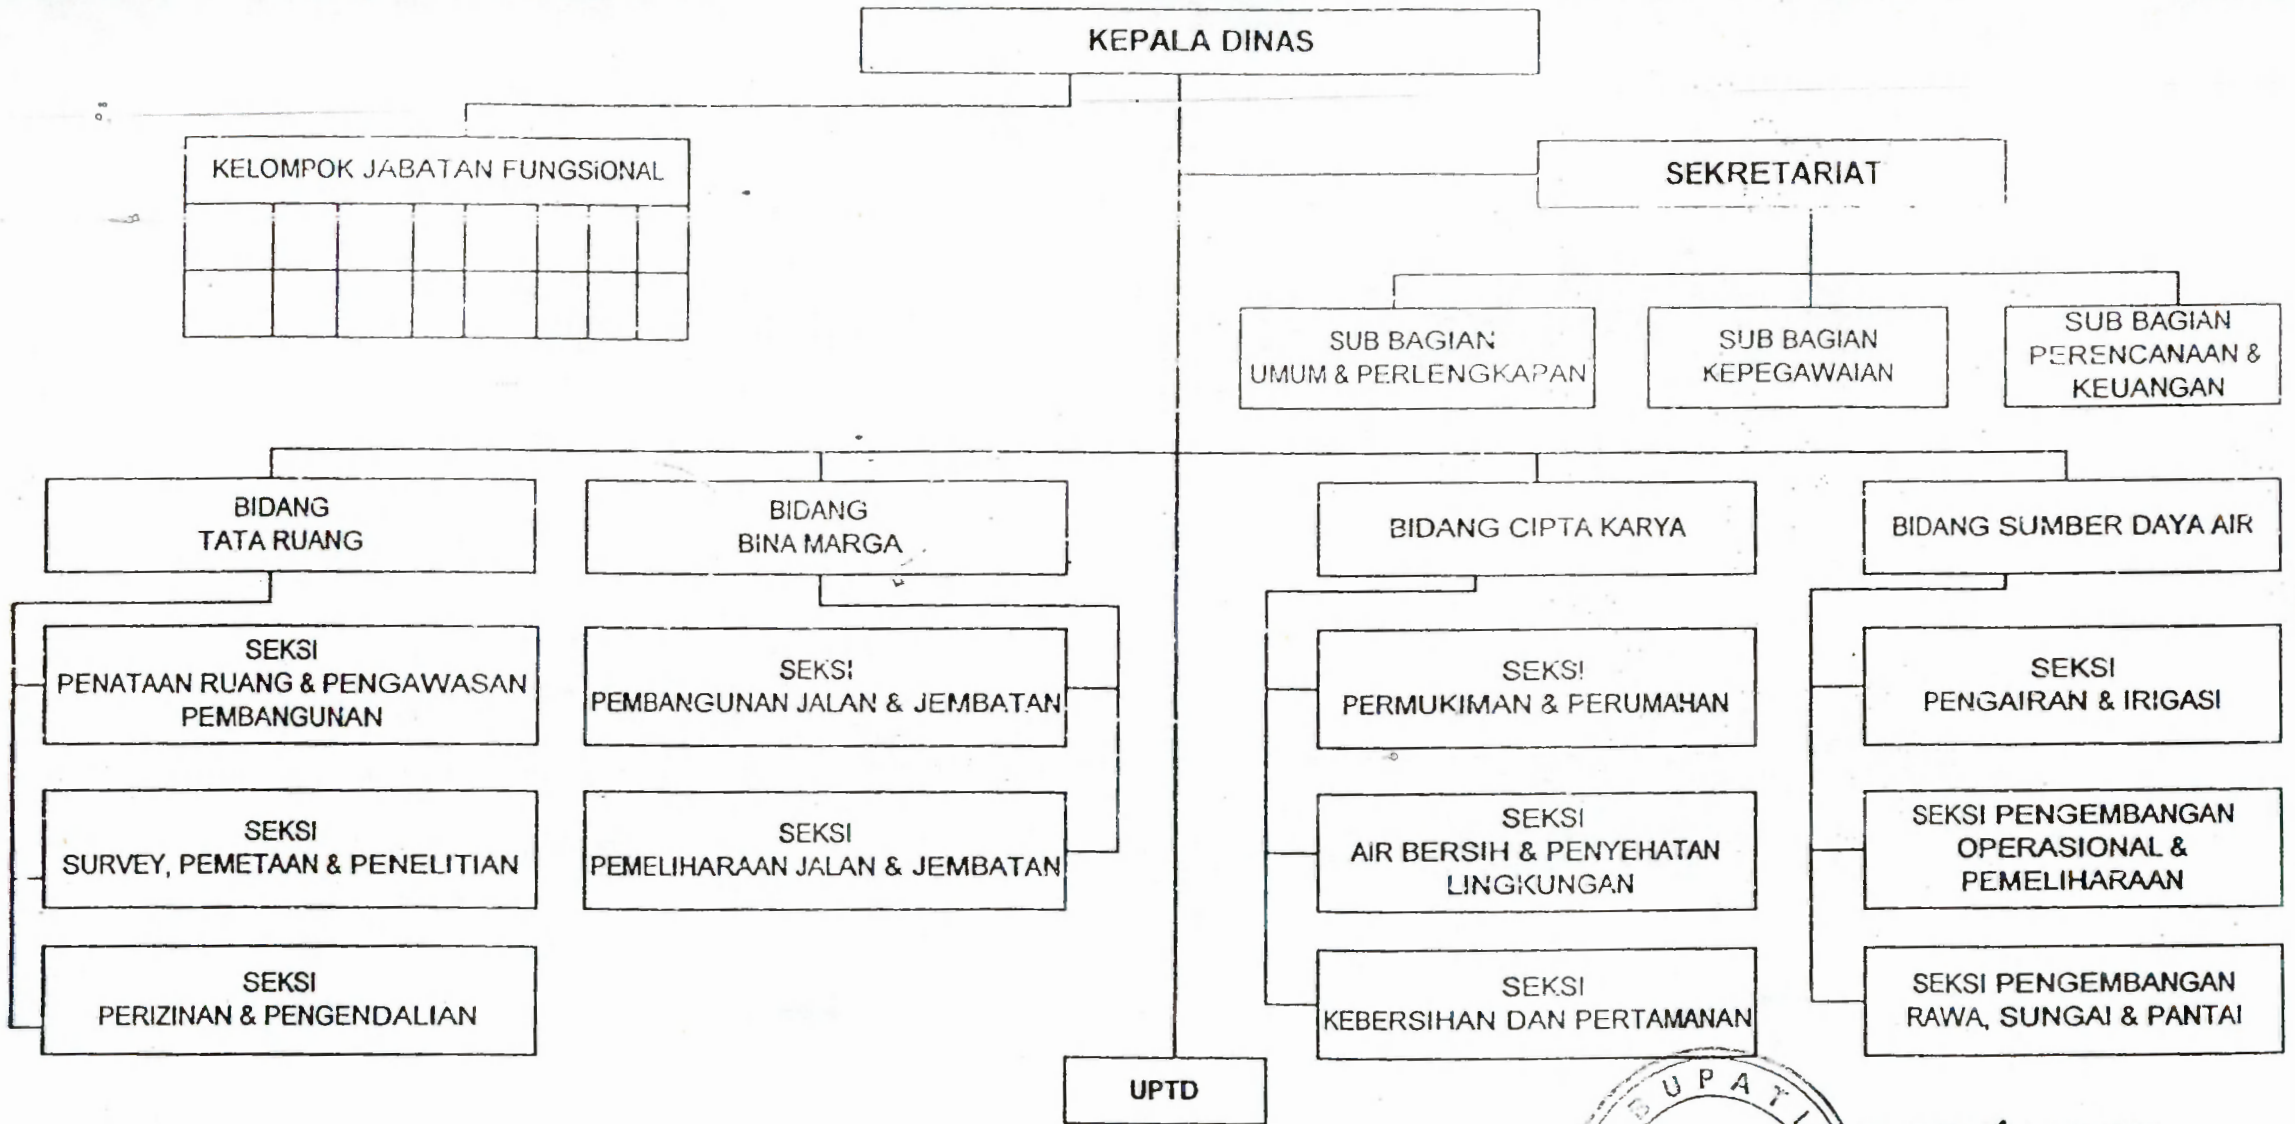 KEPALA DINAS
KELOMPOK JABATAN FUNGSIONAL
SEKRETARIAT
SUB BAGIAN
UMUM & PERLENGKAPAN
SUB BAGIAN
KEPEGAWAIAN
SUB BAGIAN
PERENCANAAN &
KEUANGAN
BIDANG
TATA RUANG
BIDANG
BINA MARGA
BIDANG CIPTA KARYA
BIDANG SUMBER DAYA AIR
SEKSI
PENATAAN RUANG & PENGAWASAN
PEMBANGUNAN
SEKSI
SURVEY, PEMETAAN & PENELITIAN
SEKSI
PERIZINAN & PENGENDALIAN
SEKSI
PEMBANGUNAN JALAN & JEMBATAN
SEKSI
PEMELIHARAAN JALAN & JEMBATAN
SEKSI
PERMUKIMAN & PERUMAHAN
SEKSI
AIR BERSIH & PENYEHATAN
LINGKUNGAN
SEKSI
KEBERSIHAN DAN PERTAMANAN
SEKSI
PENGAIRAN & IRIGASI
SEKSI PENGEMBANGAN
OPERASIONAL &
PEMELIHARAAN
SEKSI PENGEMBANGAN
RAWA, SUNGAI & PANTAI
UPTD
BUPATI